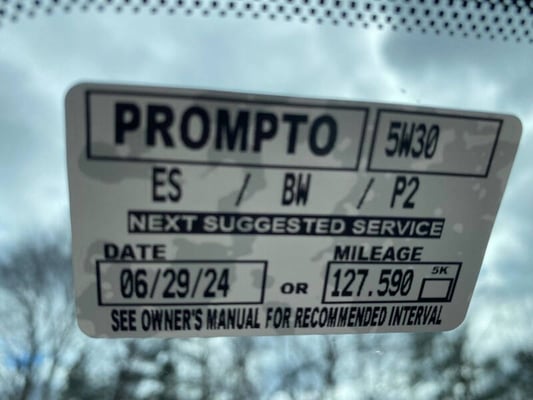 PROMPTO 5W30
ES / BW / P2
NEXT SUGGESTED SERVICE
DATE MILEAGE
06/29/24 OR 127.590 5K
SEE OWNER'S MANUAL FOR RECOMMENDED INTERVAL